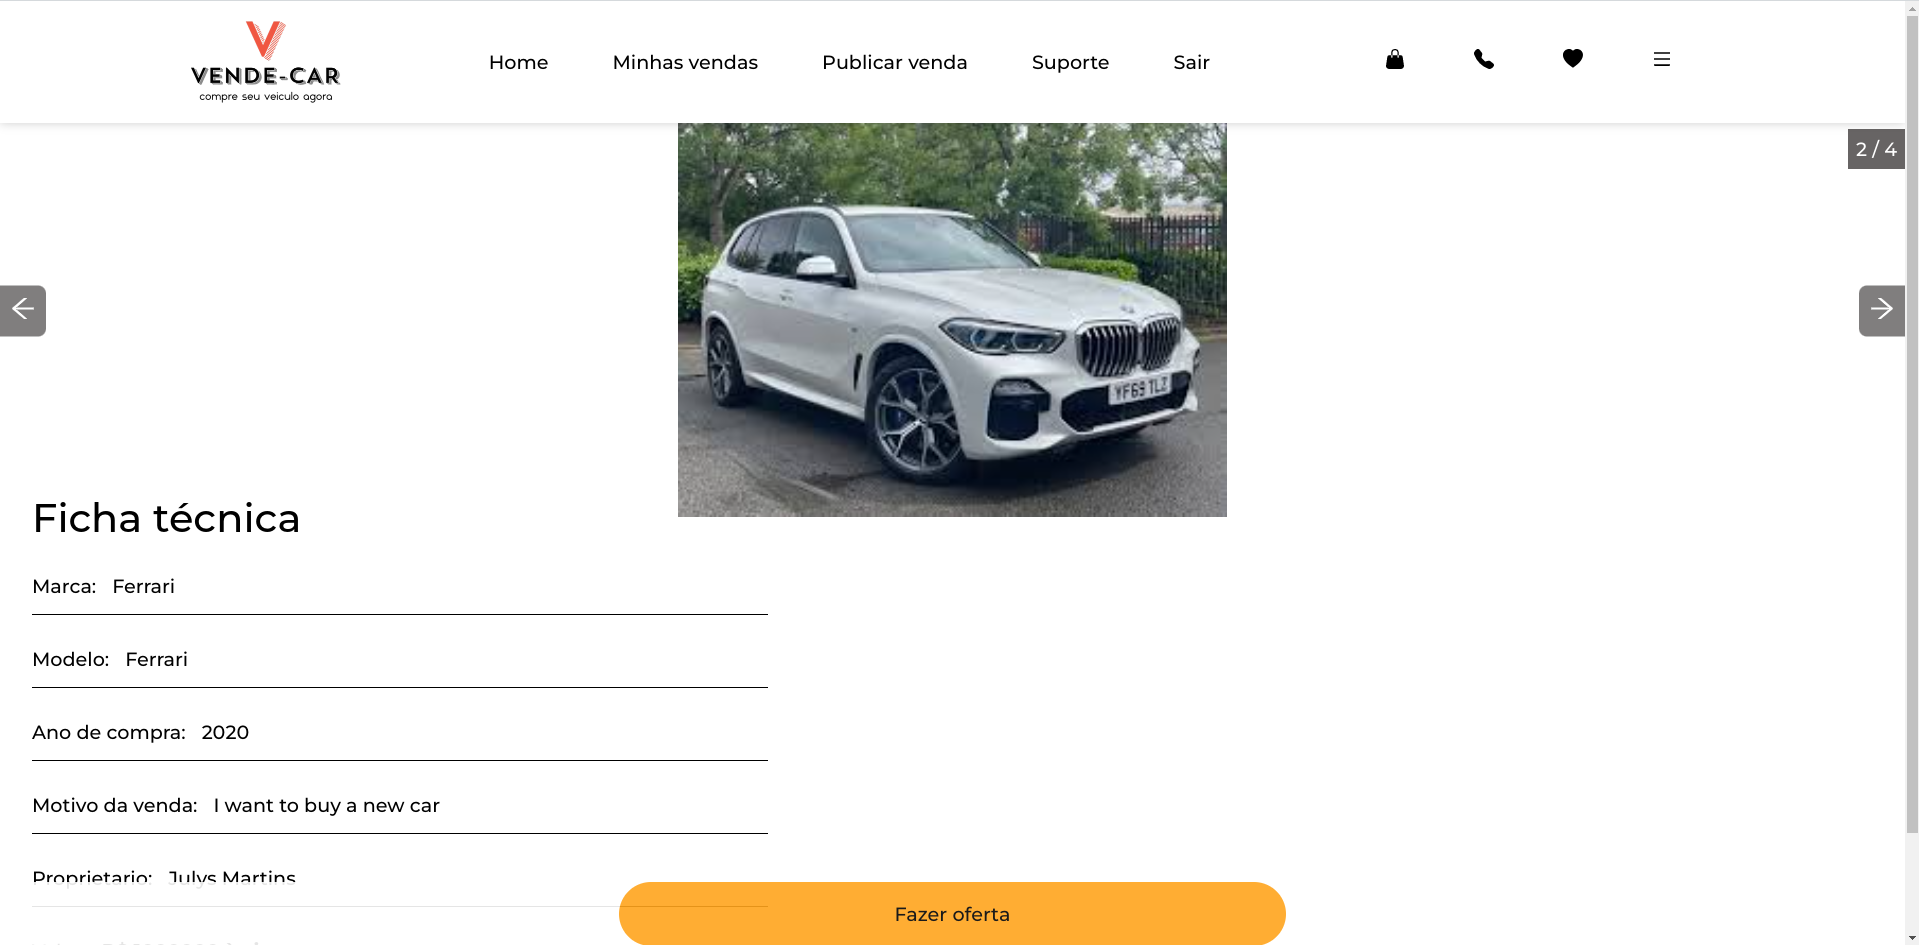 VENDE-CAR
compre seu veiculo agora
Home
Minhas vendas
Publicar venda
Suporte
Sair
2 / 4
YF69 TLZ
Ficha técnica
Marca: Ferrari
Modelo: Ferrari
Ano de compra: 2020
Motivo da venda: I want to buy a new car
Proprietario: Julys Martins
Fazer oferta